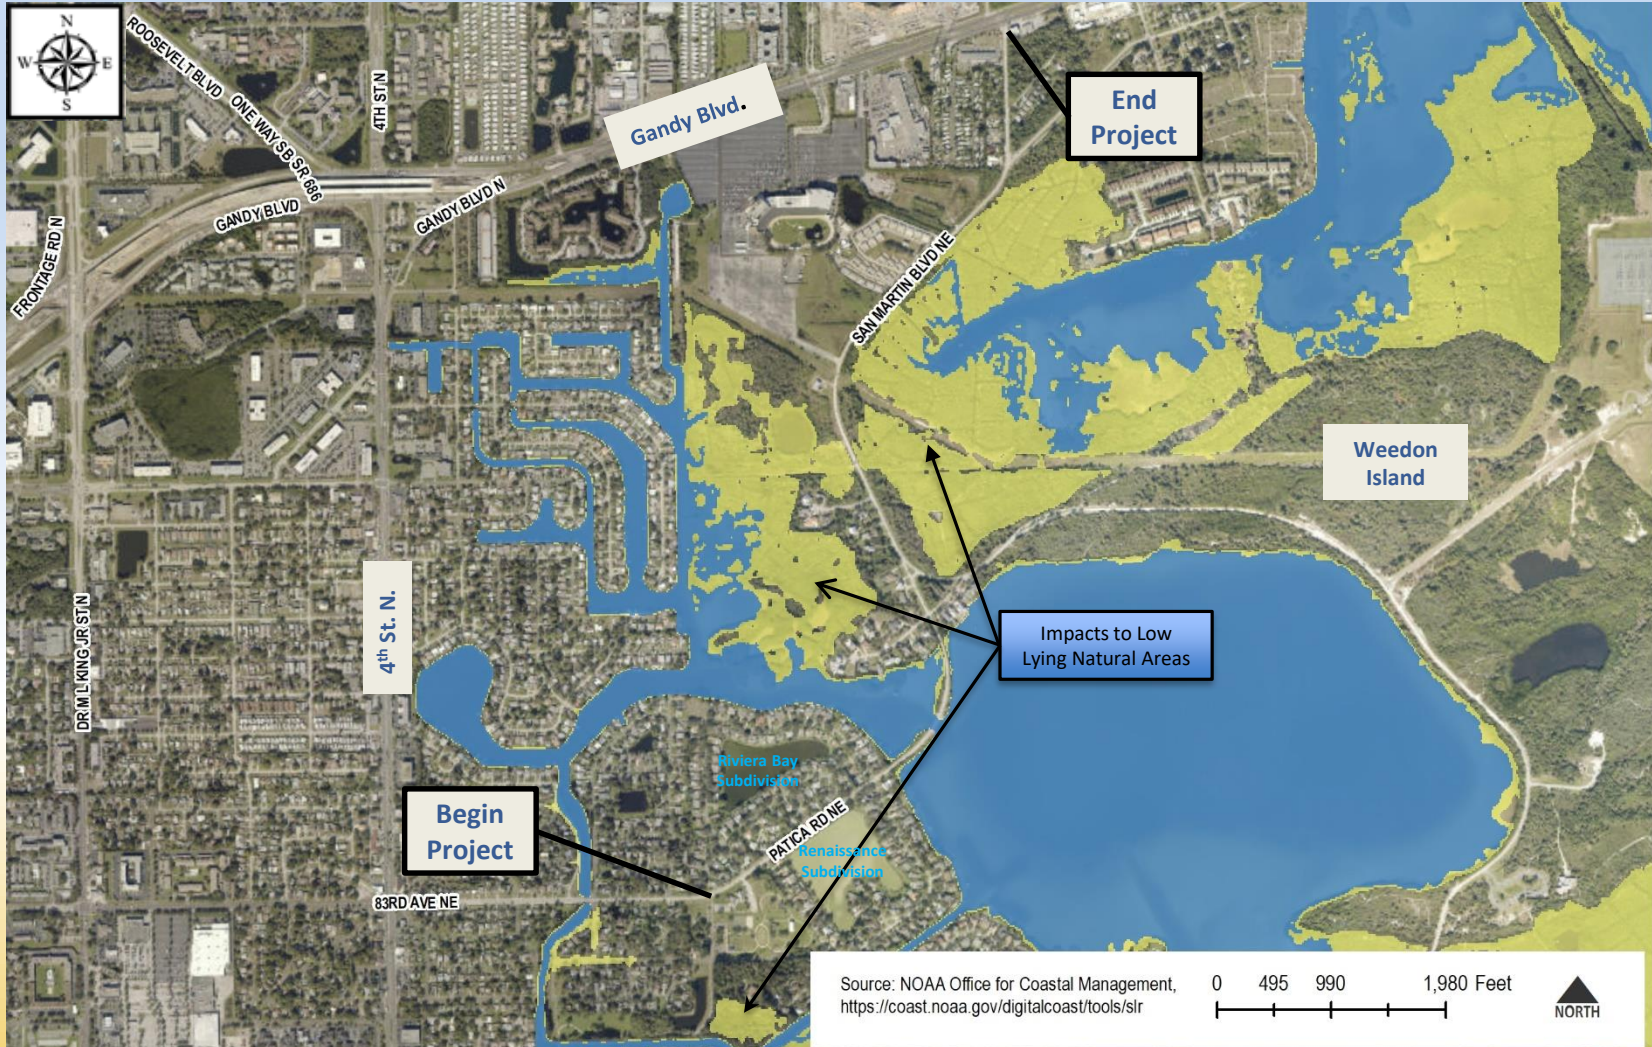 N
W E
S
ROOSEVELT BLVD
ONE WAY SB SR 686
4TH ST N
Gandy Blvd.
End
Project
GANDY BLVD
GANDY BLVD N
FRONTAGE RD N
SAN MARTIN BLVD NE
Weedon
Island
4th St. N.
DR M L KING JR ST N
Impacts to Low
Lying Natural Areas
Riviera Bay
Subdivision
Begin
Project
PATICA RD NE
Renaissance
Subdivision
83RD AVE NE
Source: NOAA Office for Coastal Management,
https://coast.noaa.gov/digitalcoast/tools/slr
0 495 990 1,980 Feet
NORTH